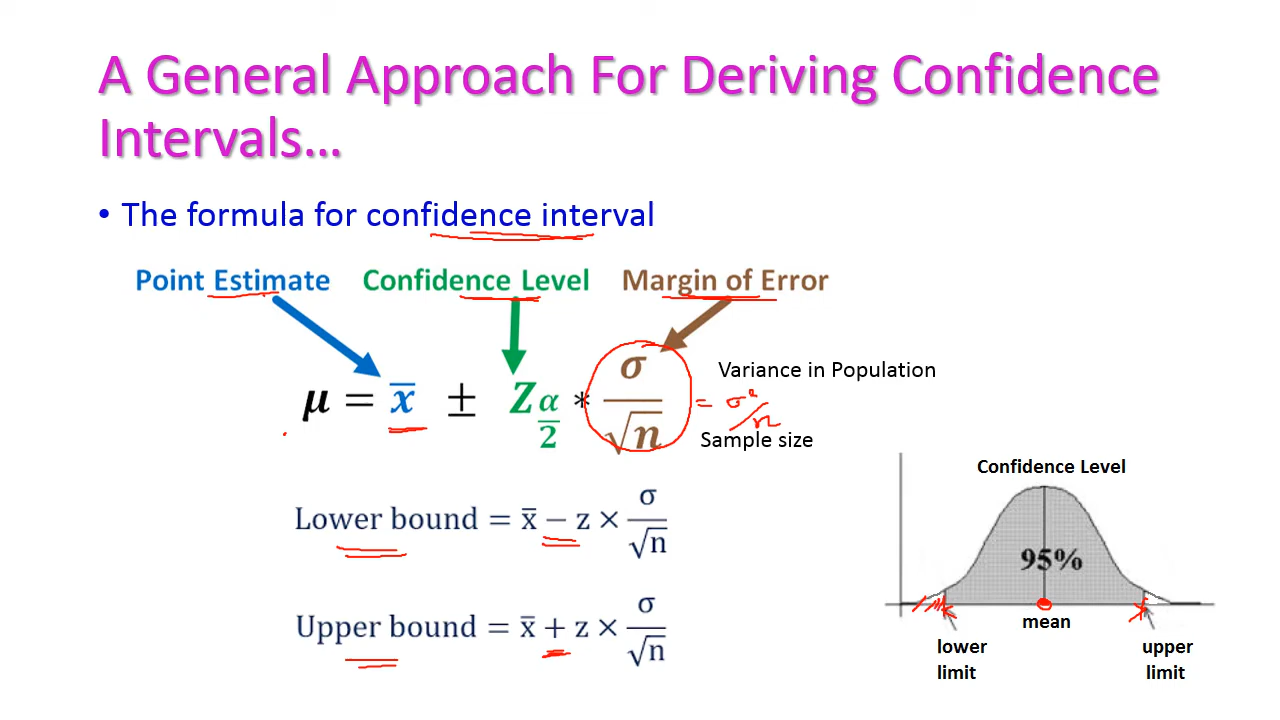 A General Approach For Deriving Confidence
Intervals...
• The formula for confidence interval
Point Estimate Confidence Level Margin of Error
μ = x̅ ± Zα/2 * σ/√n = σ²/n
Variance in Population
Sample size
Lower bound = x̅ − z × σ/√n
Upper bound = x̅ + z × σ/√n
Confidence Level
95%
mean
lower
limit
upper
limit